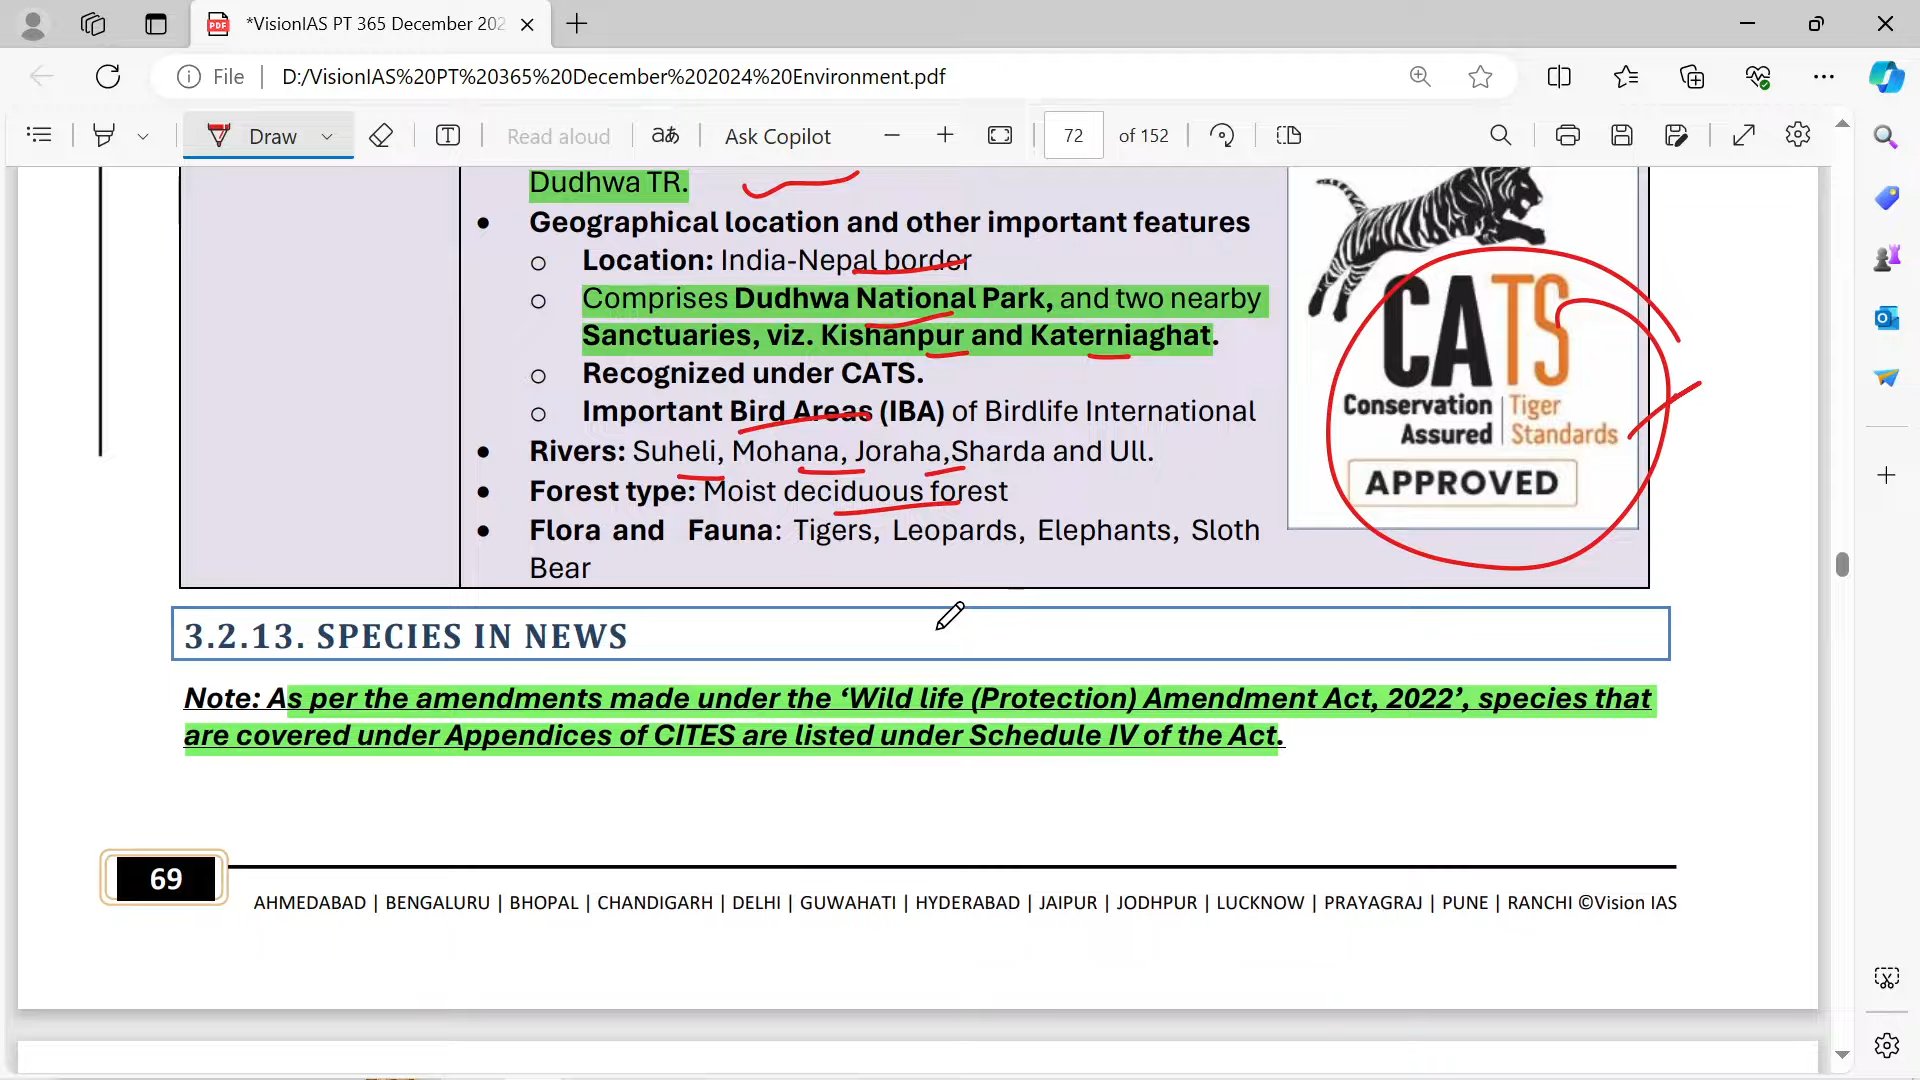 *VisionIAS PT 365 December 202
File
D:/VisionIAS%20PT%20365%20December%202024%20Environment.pdf
Draw
Read aloud
aあ
Ask Copilot
72
of 152
Dudhwa TR.
• Geographical location and other important features
o Location: India-Nepal border
o Comprises Dudhwa National Park, and two nearby
Sanctuaries, viz. Kishanpur and Katerniaghat.
o Recognized under CATS.
o Important Bird Areas (IBA) of Birdlife International
• Rivers: Suheli, Mohana, Joraha,Sharda and Ull.
• Forest type: Moist deciduous forest
• Flora and Fauna: Tigers, Leopards, Elephants, Sloth
Bear
CATS
Conservation Tiger
Assured Standards
APPROVED
3.2.13. SPECIES IN NEWS
Note: As per the amendments made under the ‘Wild life (Protection) Amendment Act, 2022’, species that
are covered under Appendices of CITES are listed under Schedule IV of the Act.
69
AHMEDABAD | BENGALURU | BHOPAL | CHANDIGARH | DELHI | GUWAHATI | HYDERABAD | JAIPUR | JODHPUR | LUCKNOW | PRAYAGRAJ | PUNE | RANCHI ©Vision IAS